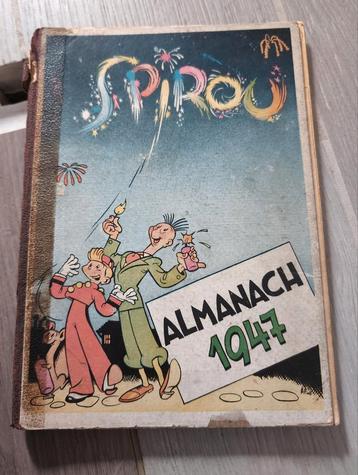 SPIROU
ALMANACH
1947